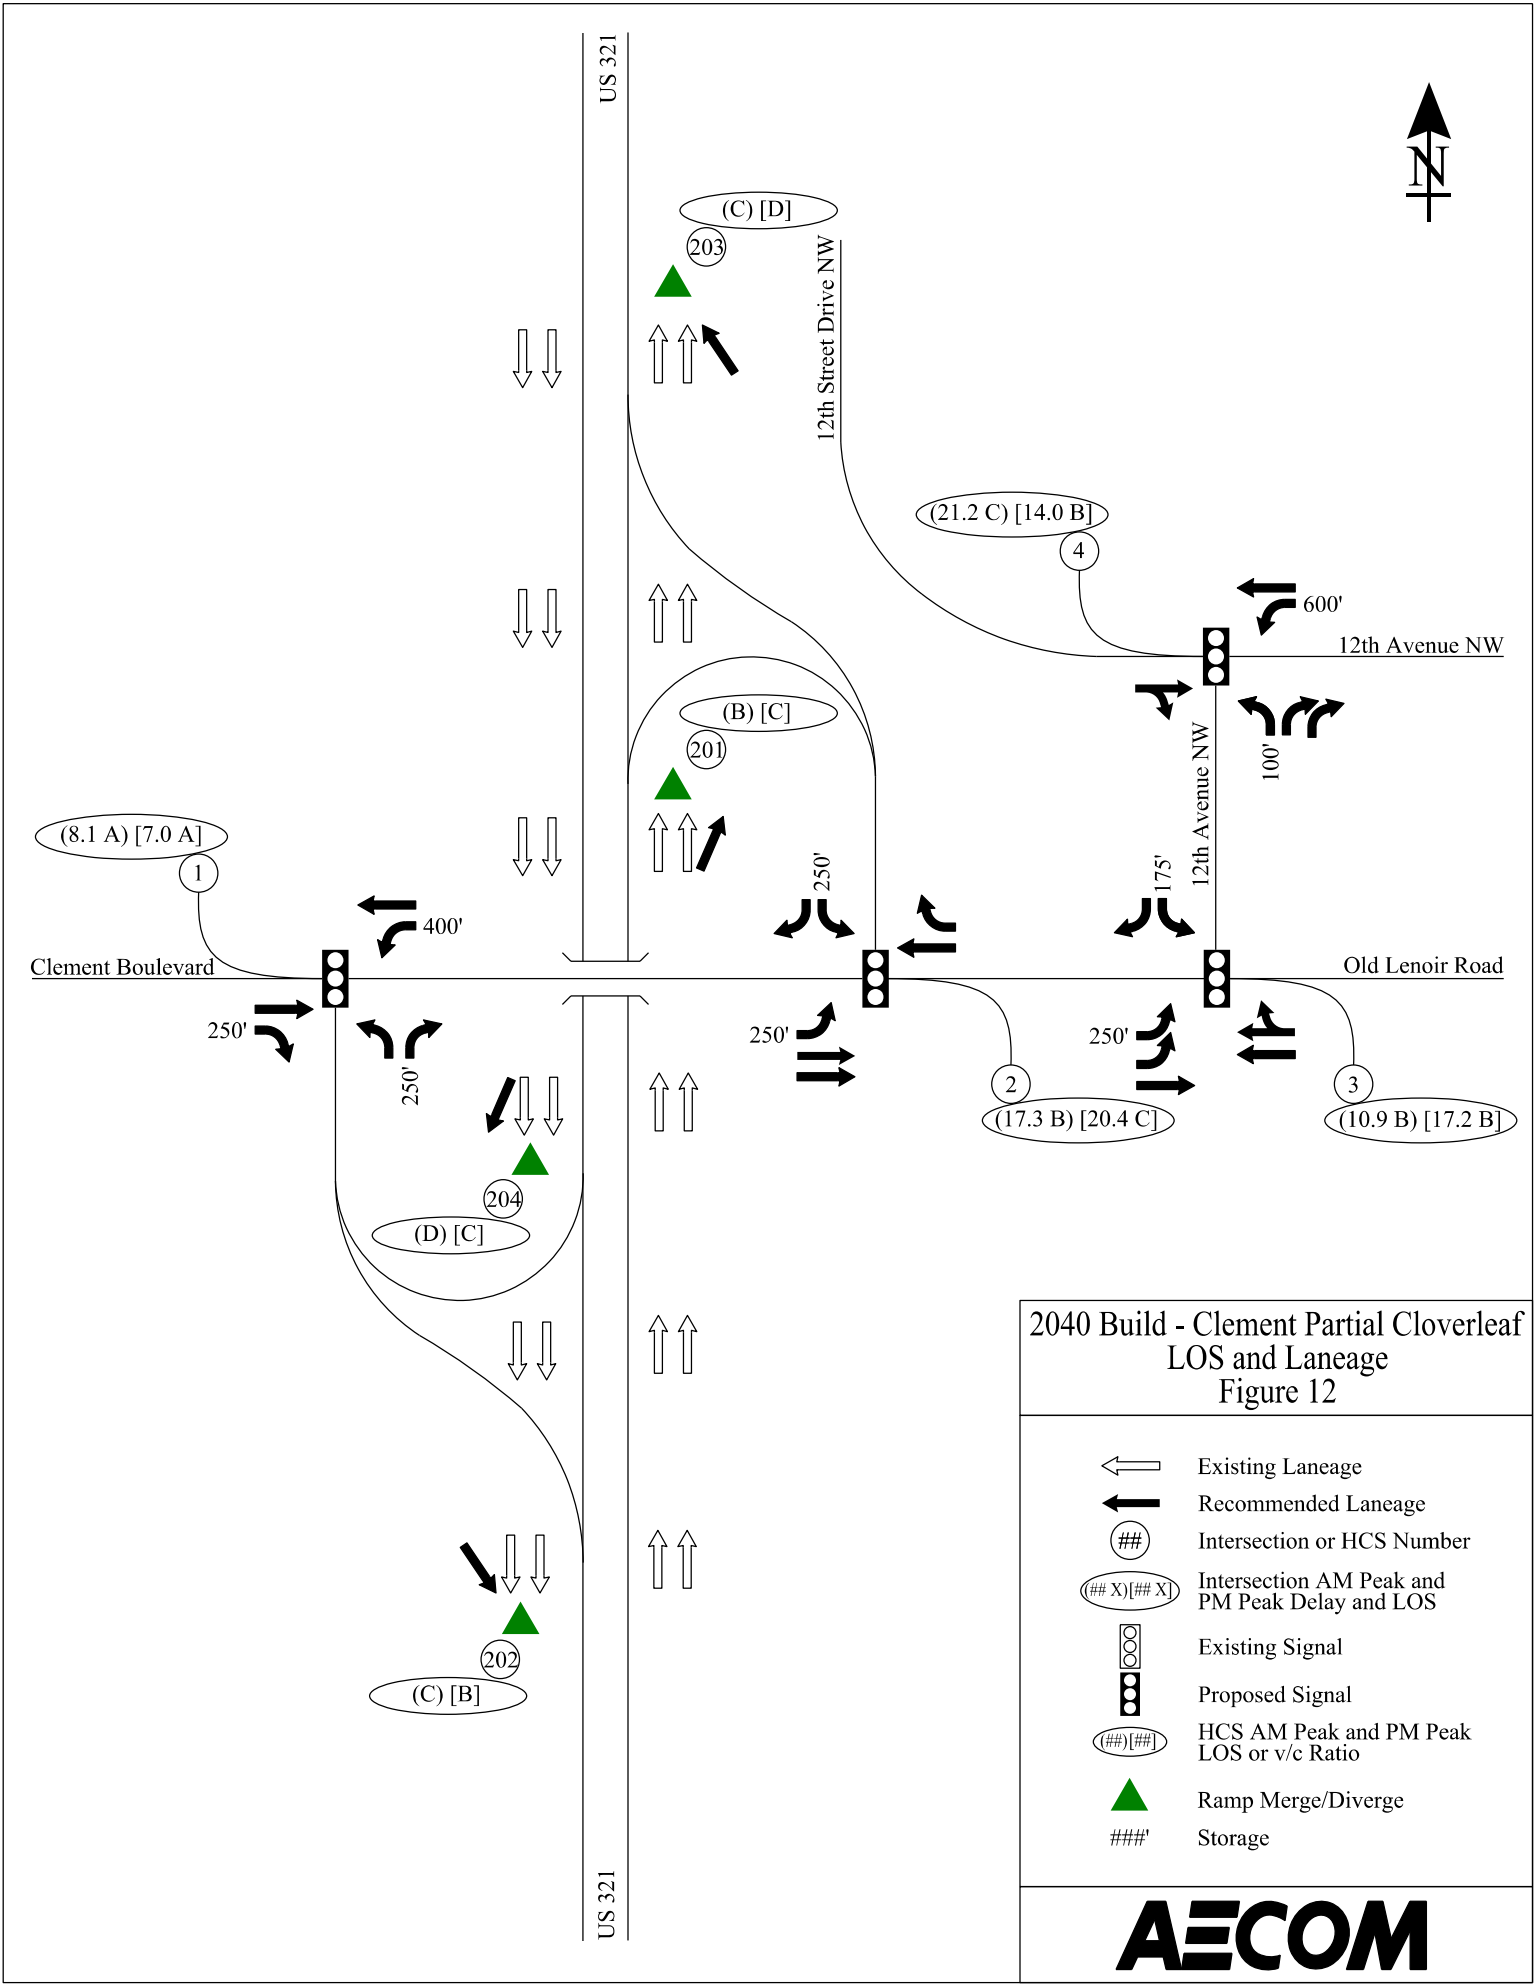 US 321
N
(C) [D]
203
12th Street Drive NW
(21.2 C) [14.0 B]
4
600'
12th Avenue NW
100'
12th Avenue NW
(B) [C]
201
(8.1 A) [7.0 A]
1
400'
250'
175'
Clement Boulevard
Old Lenoir Road
250'
250'
250'
250'
2
3
(17.3 B) [20.4 C]
(10.9 B) [17.2 B]
204
(D) [C]
202
(C) [B]
US 321
2040 Build - Clement Partial Cloverleaf
LOS and Laneage
Figure 12
Existing Laneage
Recommended Laneage
## Intersection or HCS Number
(## X)[## X] Intersection AM Peak and
PM Peak Delay and LOS
Existing Signal
Proposed Signal
(##)[##] HCS AM Peak and PM Peak
LOS or v/c Ratio
Ramp Merge/Diverge
###' Storage
AECOM